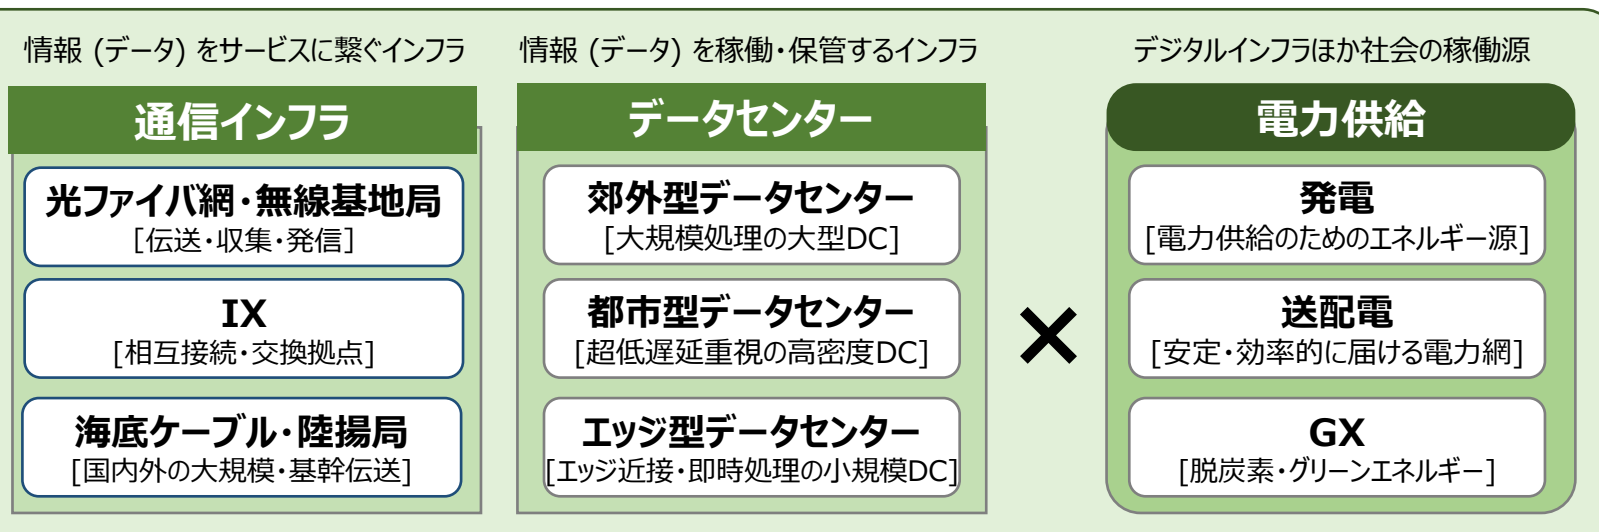 情報 (データ) をサービスに繋ぐインフラ
通信インフラ
光ファイバ網・無線基地局
[伝送・収集・発信]
IX
[相互接続・交換拠点]
海底ケーブル・陸揚局
[国内外の大規模・基幹伝送]
情報 (データ) を稼働・保管するインフラ
データセンター
郊外型データセンター
[大規模処理の大型DC]
都市型データセンター
[超低遅延重視の高密度DC]
エッジ型データセンター
[エッジ近接・即時処理の小規模DC]
×
デジタルインフラほか社会の稼働源
電力供給
発電
[電力供給のためのエネルギー源]
送配電
[安定・効率的に届ける電力網]
GX
[脱炭素・グリーンエネルギー]